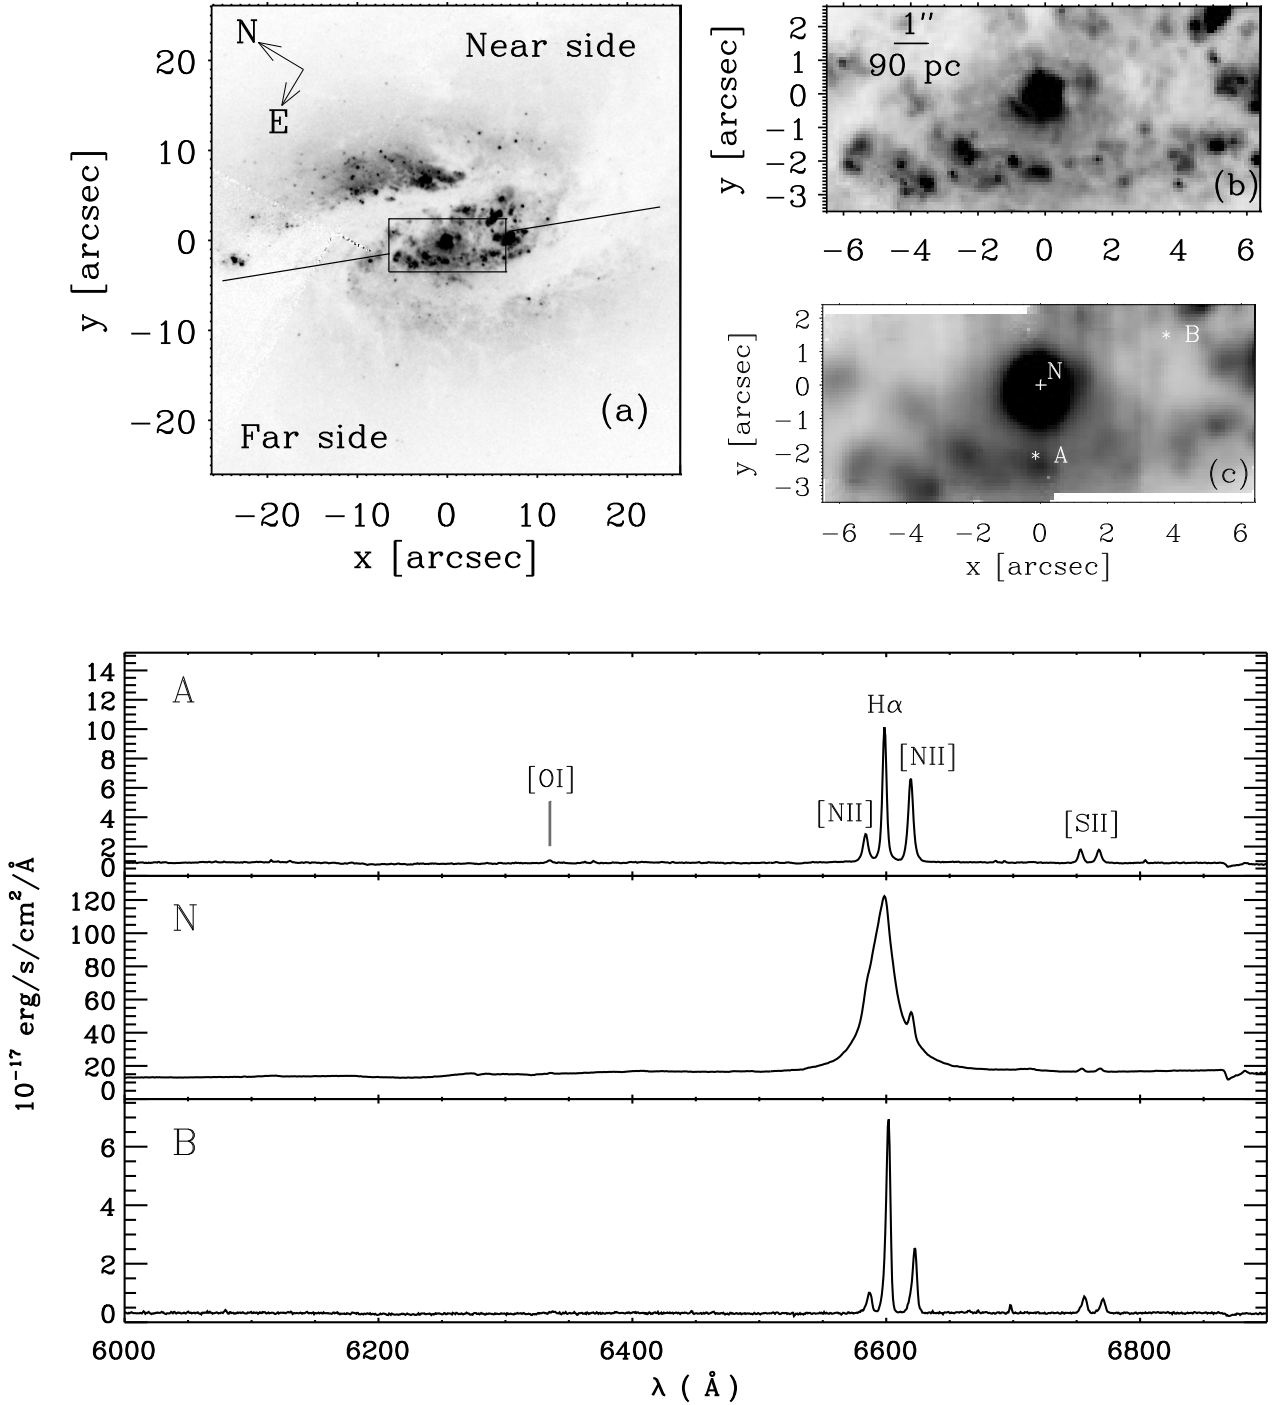 N
E
Near side
Far side
(a)
20
10
0
−10
−20
y [arcsec]
−20 −10 0 10 20
x [arcsec]
1″
90 pc
(b)
2
1
0
−1
−2
−3
y [arcsec]
−6 −4 −2 0 2 4 6
B
N
A
(c)
2
1
0
−1
−2
−3
y [arcsec]
−6 −4 −2 0 2 4 6
x [arcsec]
A
[OI]
[NII]
Hα
[NII]
[SII]
14
12
10
8
6
4
2
0
N
120
100
80
60
40
20
0
B
6
4
2
0
10⁻¹⁷ erg/s/cm²/Å
6000 6200 6400 6600 6800
λ ( Å )